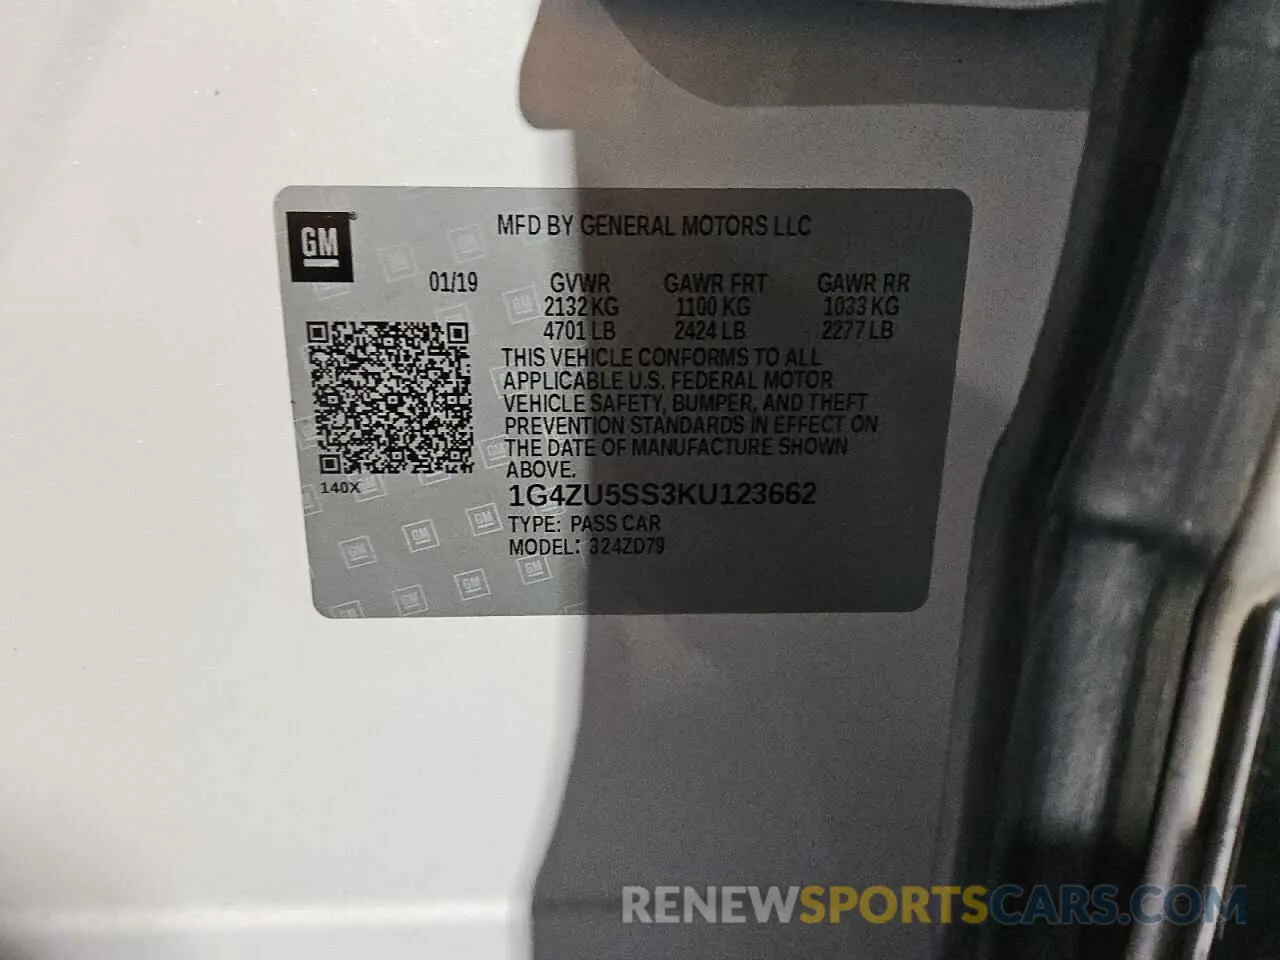 GM
MFD BY GENERAL MOTORS LLC
01/19 GVWR GAWR FRT GAWR RR
2132 KG 1100 KG 1033 KG
4701 LB 2424 LB 2277 LB
THIS VEHICLE CONFORMS TO ALL
APPLICABLE U.S. FEDERAL MOTOR
VEHICLE SAFETY, BUMPER, AND THEFT
PREVENTION STANDARDS IN EFFECT ON
THE DATE OF MANUFACTURE SHOWN
ABOVE.
140X
1G4ZU5SS3KU123662
TYPE: PASS CAR
MODEL: 324ZD79
RENEWSPORTSCARS.COM